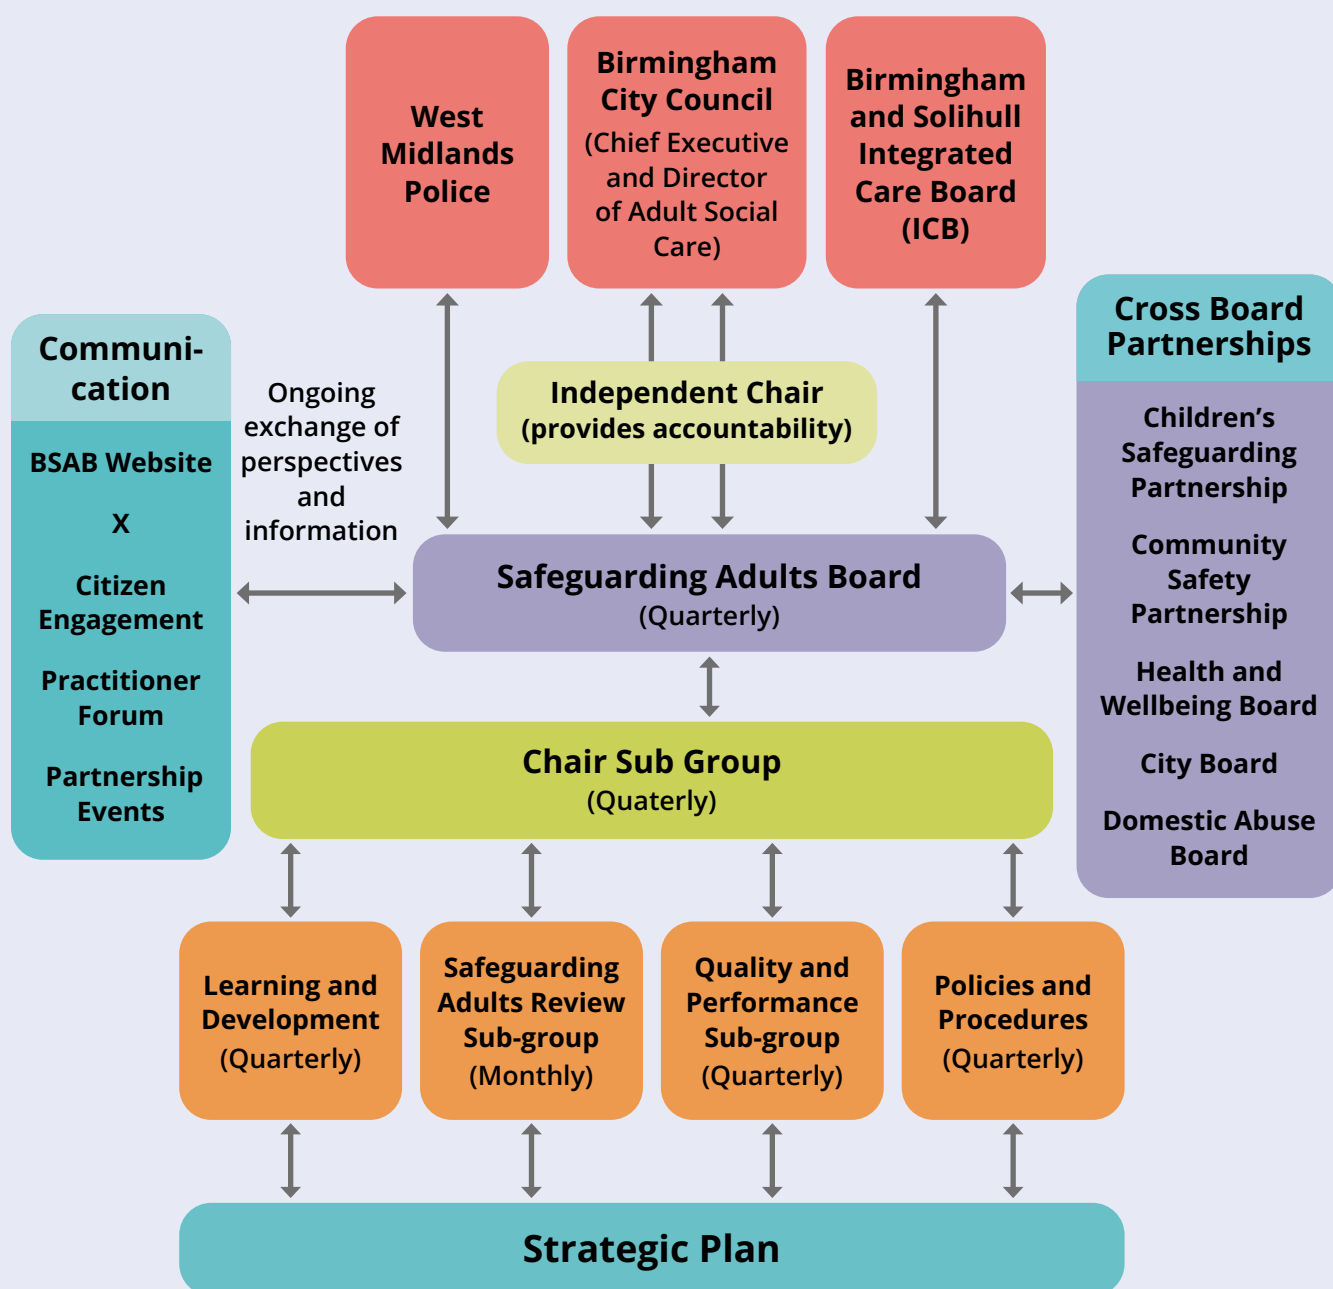 West
Midlands
Police
Birmingham
City Council
(Chief Executive
and Director
of Adult Social
Care)
Birmingham
and Solihull
Integrated
Care Board
(ICB)
Communi-
cation
BSAB Website
X
Citizen
Engagement
Practitioner
Forum
Partnership
Events
Ongoing
exchange of
perspectives
and
information
Independent Chair
(provides accountability)
Cross Board
Partnerships
Children’s
Safeguarding
Partnership
Community
Safety
Partnership
Health and
Wellbeing Board
City Board
Domestic Abuse
Board
Safeguarding Adults Board
(Quarterly)
Chair Sub Group
(Quaterly)
Learning and
Development
(Quarterly)
Safeguarding
Adults Review
Sub-group
(Monthly)
Quality and
Performance
Sub-group
(Quarterly)
Policies and
Procedures
(Quarterly)
Strategic Plan